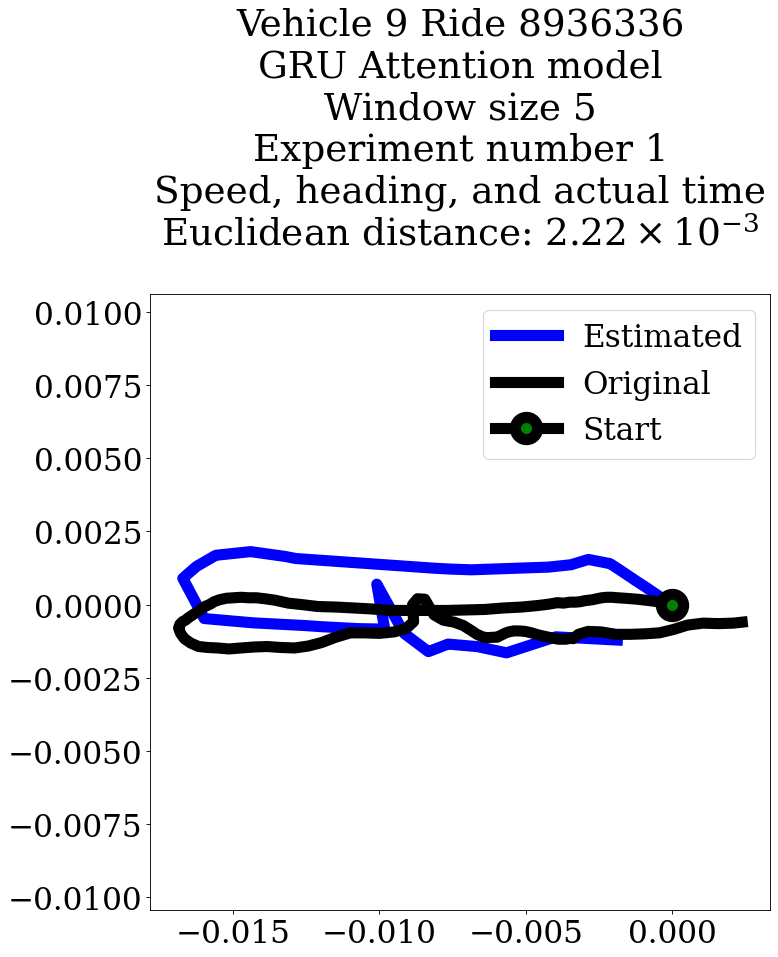 Vehicle 9 Ride 8936336
GRU Attention model
Window size 5
Experiment number 1
Speed, heading, and actual time
Euclidean distance: 2.22 × 10⁻³
Estimated
Original
Start
0.0100
0.0075
0.0050
0.0025
0.0000
−0.0025
−0.0050
−0.0075
−0.0100
−0.015 −0.010 −0.005 0.000